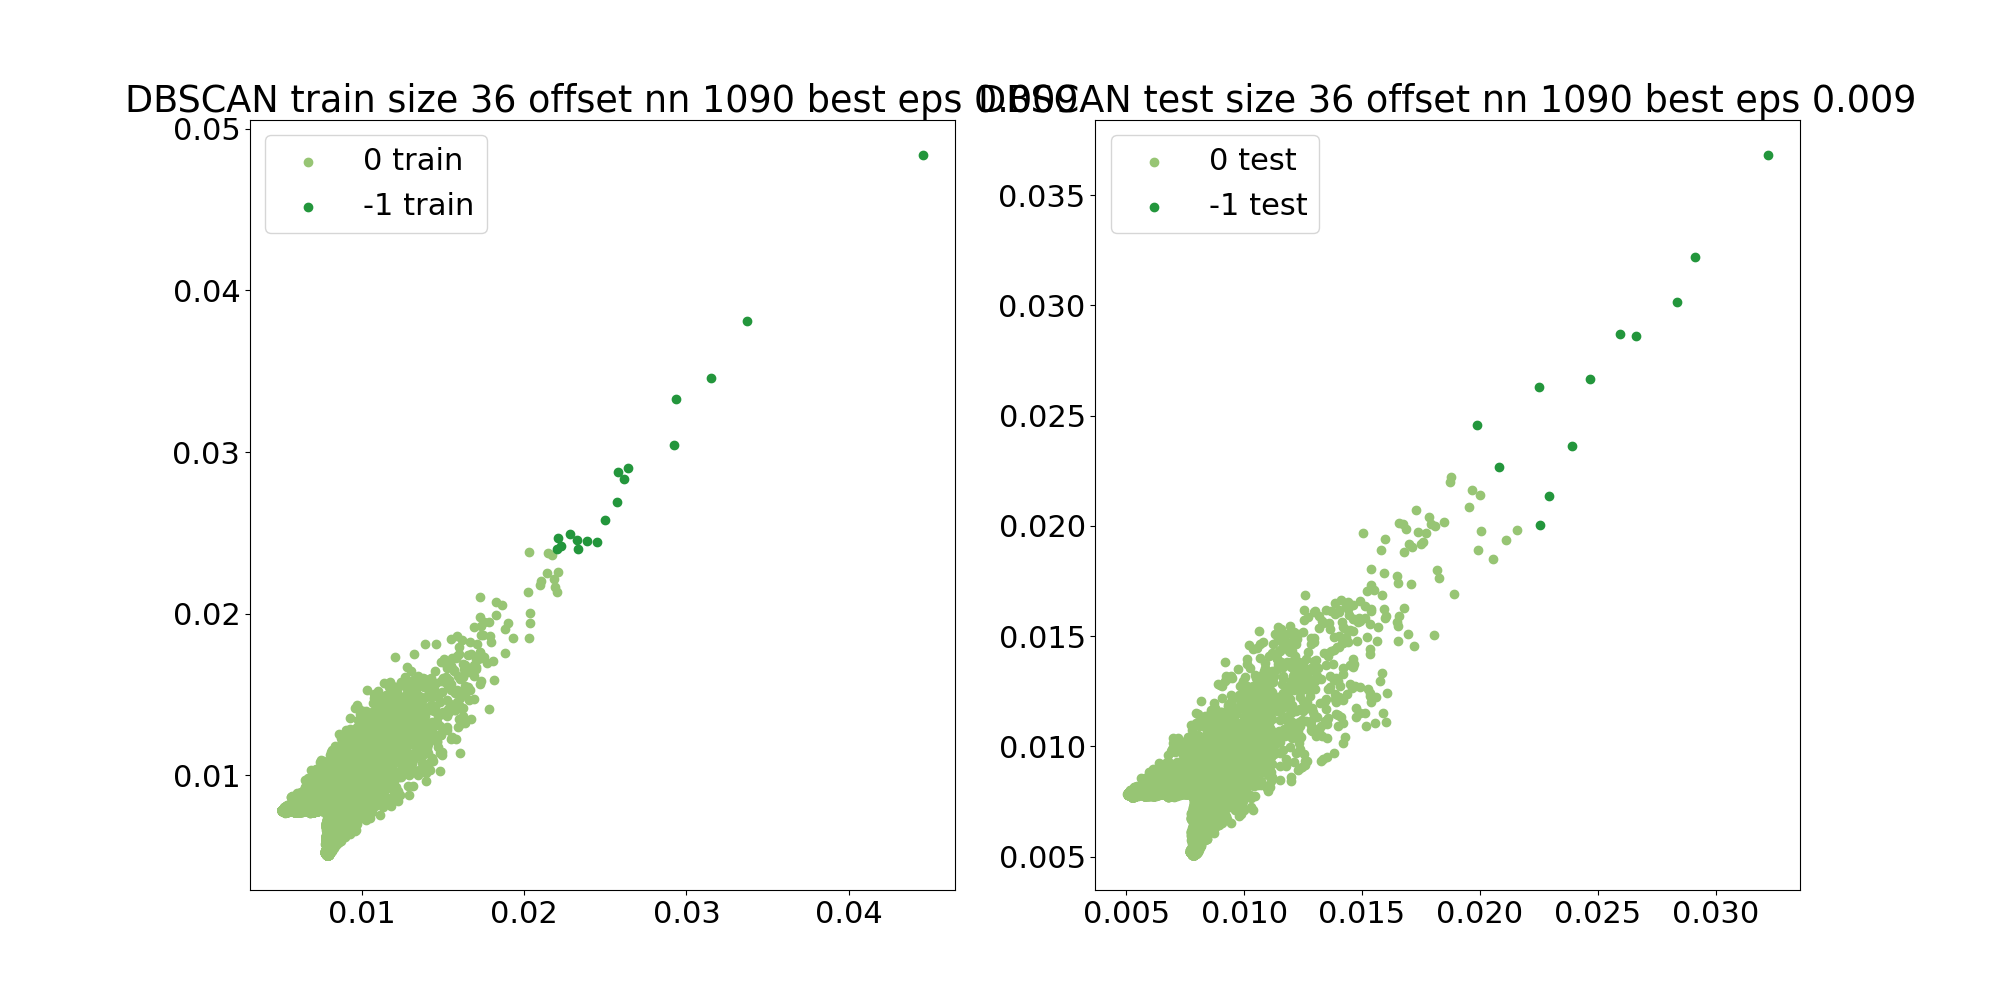 DBSCAN train size 36 offset nn 1090 best eps 0.009
DBSCAN test size 36 offset nn 1090 best eps 0.009
0 train
-1 train
0.05
0.04
0.03
0.02
0.01
0.01 0.02 0.03 0.04
0 test
-1 test
0.035
0.030
0.025
0.020
0.015
0.010
0.005
0.005 0.010 0.015 0.020 0.025 0.030